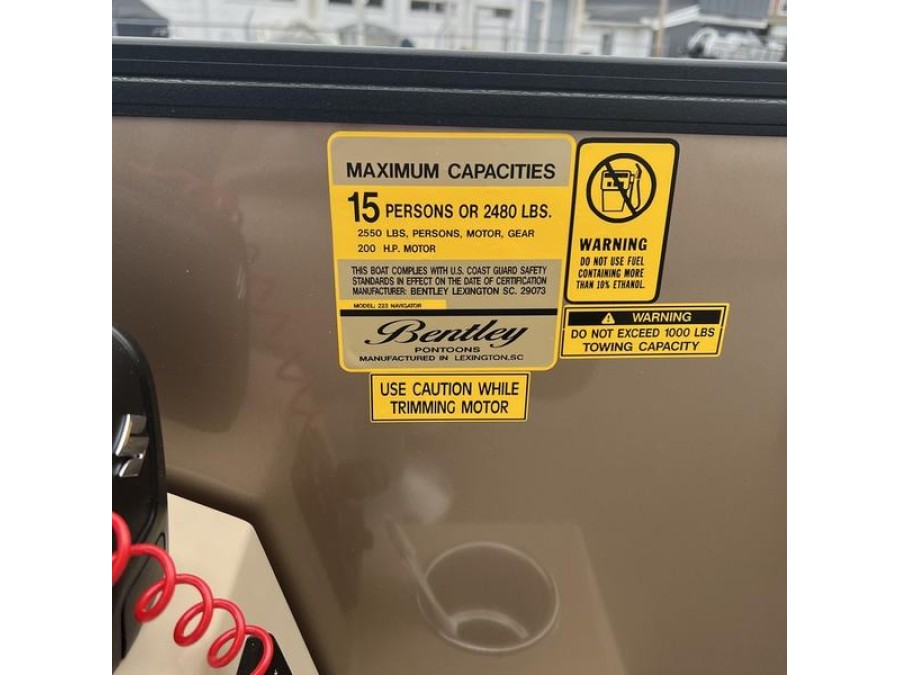 MAXIMUM CAPACITIES
15 PERSONS OR 2480 LBS.
2550 LBS, PERSONS, MOTOR, GEAR
200 H.P. MOTOR
THIS BOAT COMPLIES WITH U.S. COAST GUARD SAFETY
STANDARDS IN EFFECT ON THE DATE OF CERTIFICATION
MANUFACTURER: BENTLEY LEXINGTON SC. 29073
MODEL: 223 NAVIGATOR
Bentley
PONTOONS
MANUFACTURED IN LEXINGTON,SC
WARNING
DO NOT USE FUEL
CONTAINING MORE
THAN 10% ETHANOL.
WARNING
DO NOT EXCEED 1000 LBS
TOWING CAPACITY
USE CAUTION WHILE
TRIMMING MOTOR